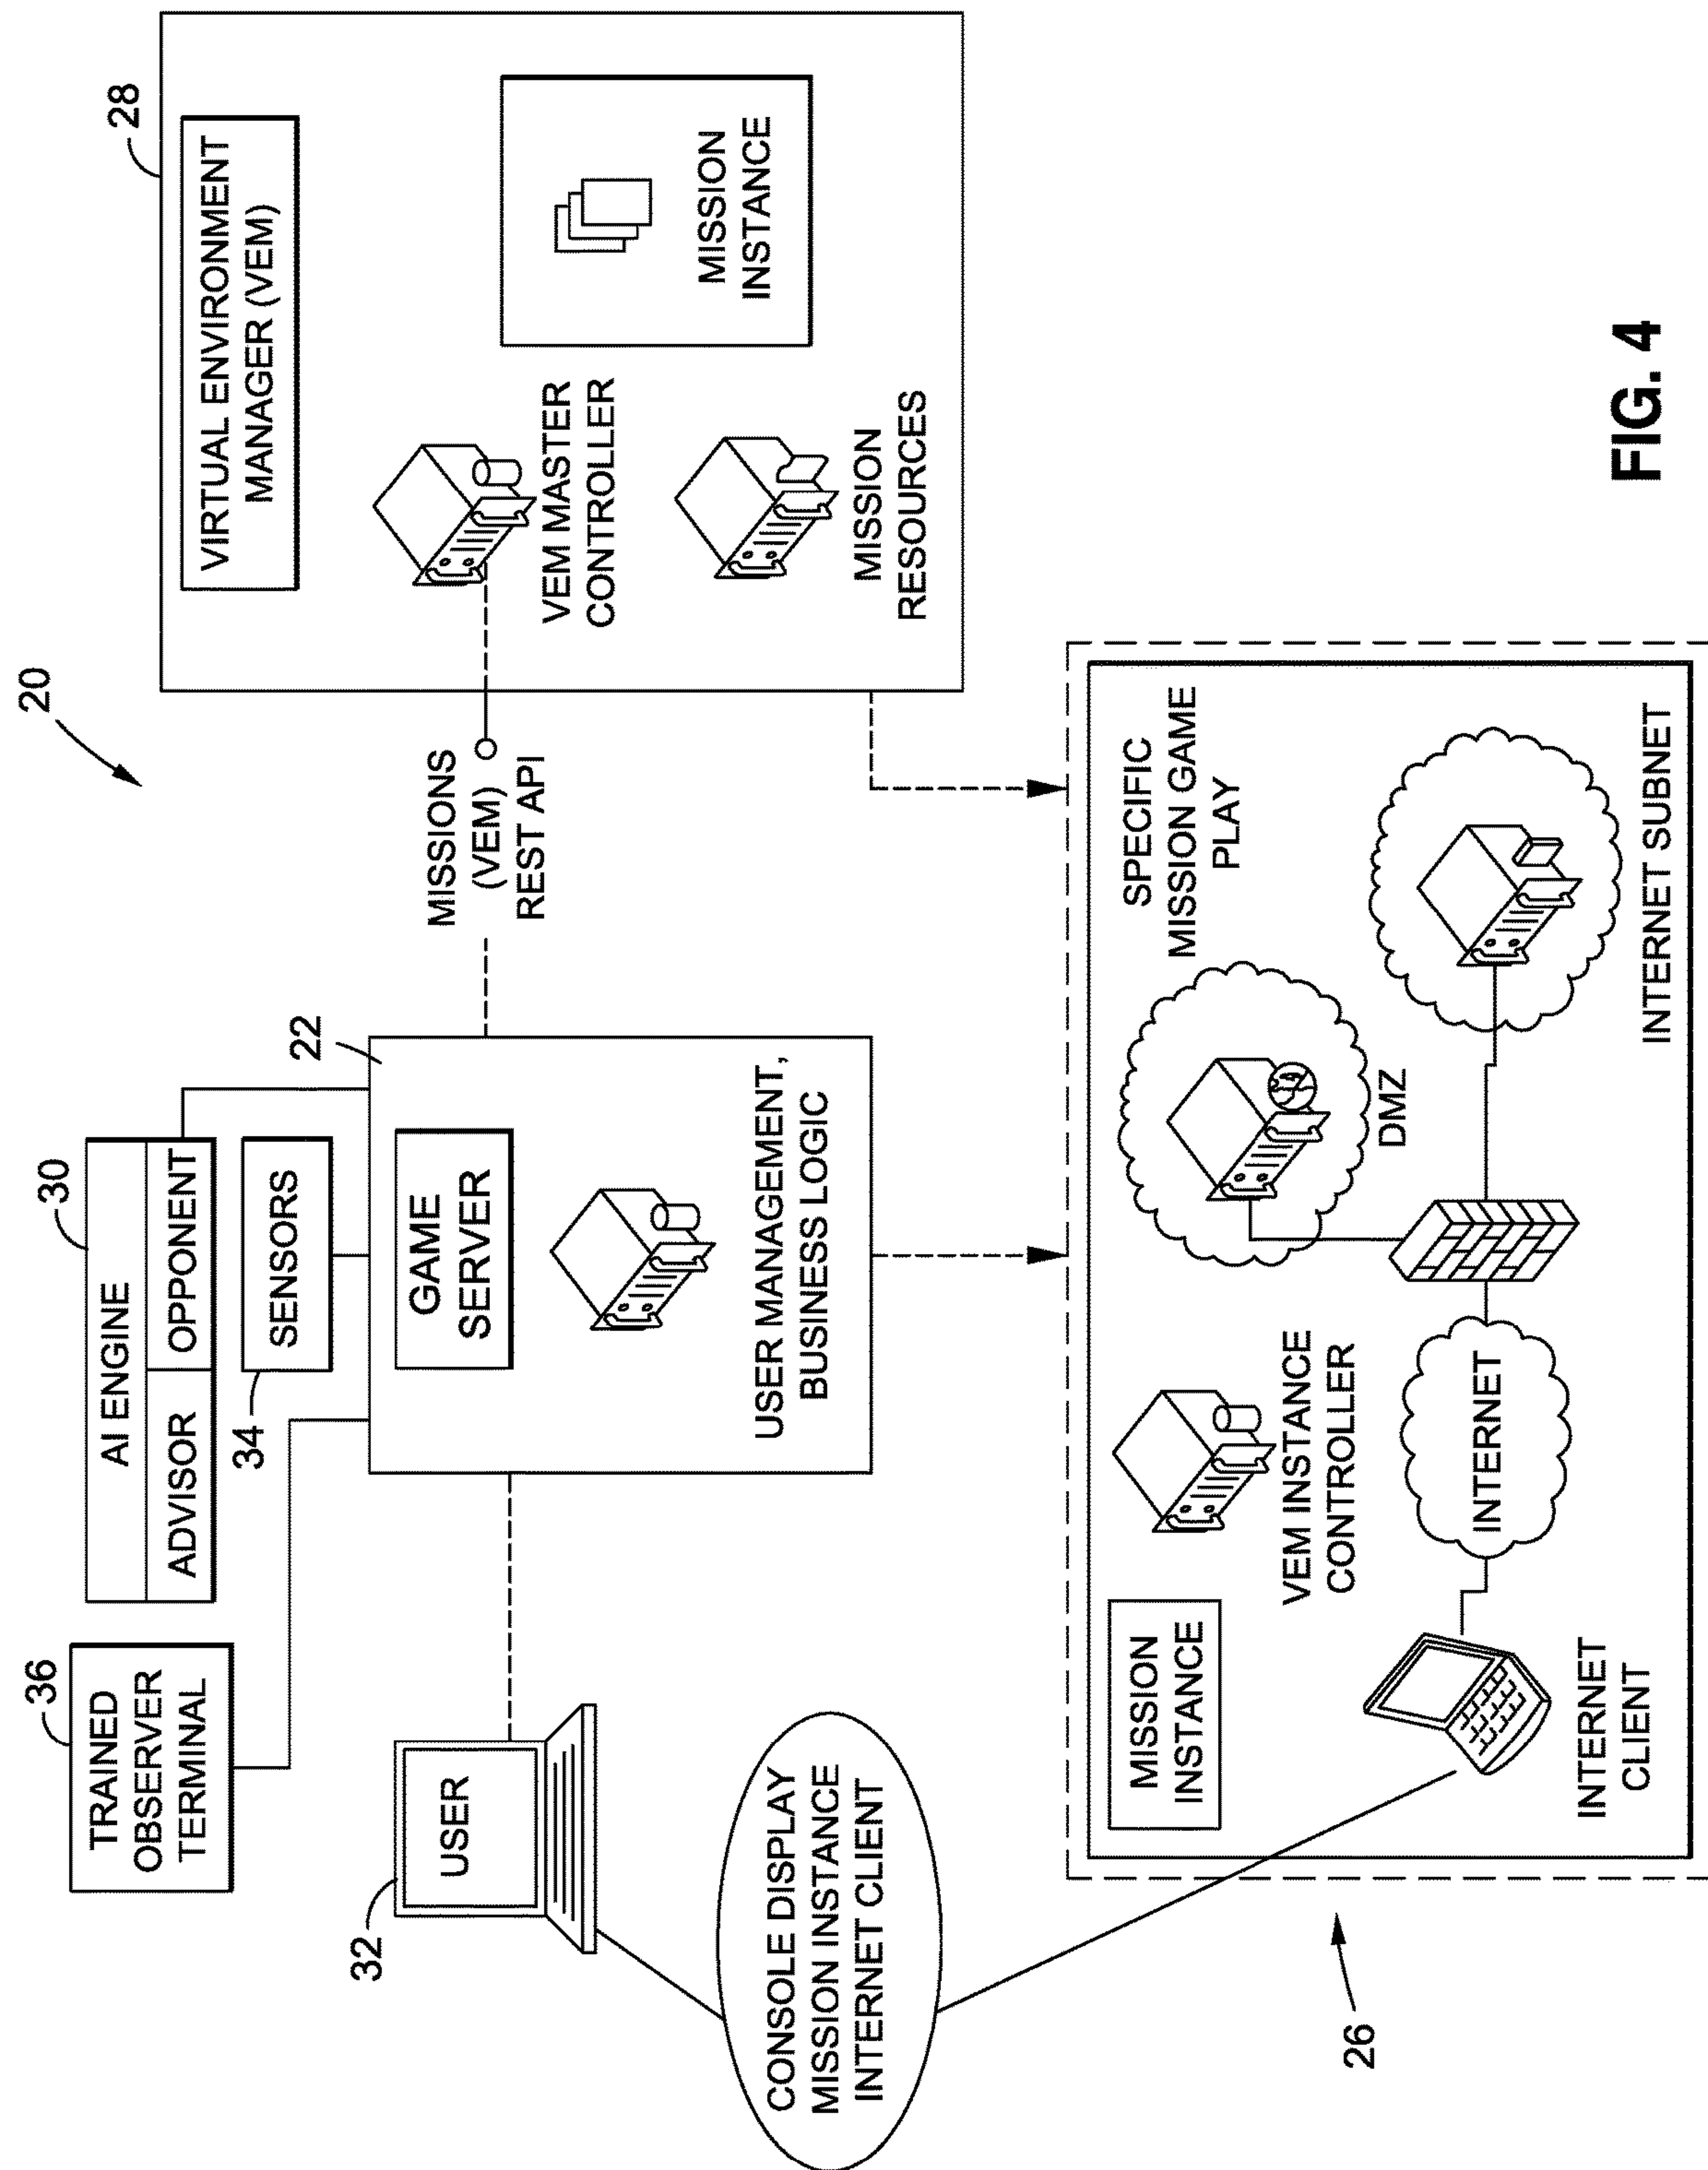 20
36
TRAINED
OBSERVER
TERMINAL
30
AI ENGINE
ADVISOR
OPPONENT
34
SENSORS
32
USER
22
GAME
SERVER
USER MANAGEMENT,
BUSINESS LOGIC
MISSIONS
(VEM)
REST API
28
VIRTUAL ENVIRONMENT
MANAGER (VEM)
VEM MASTER
CONTROLLER
MISSION
RESOURCES
MISSION
INSTANCE
CONSOLE DISPLAY
MISSION INSTANCE
INTERNET CLIENT
26
MISSION
INSTANCE
VEM INSTANCE
CONTROLLER
SPECIFIC
MISSION GAME
PLAY
DMZ
INTERNET
INTERNET
CLIENT
INTERNET SUBNET
FIG. 4